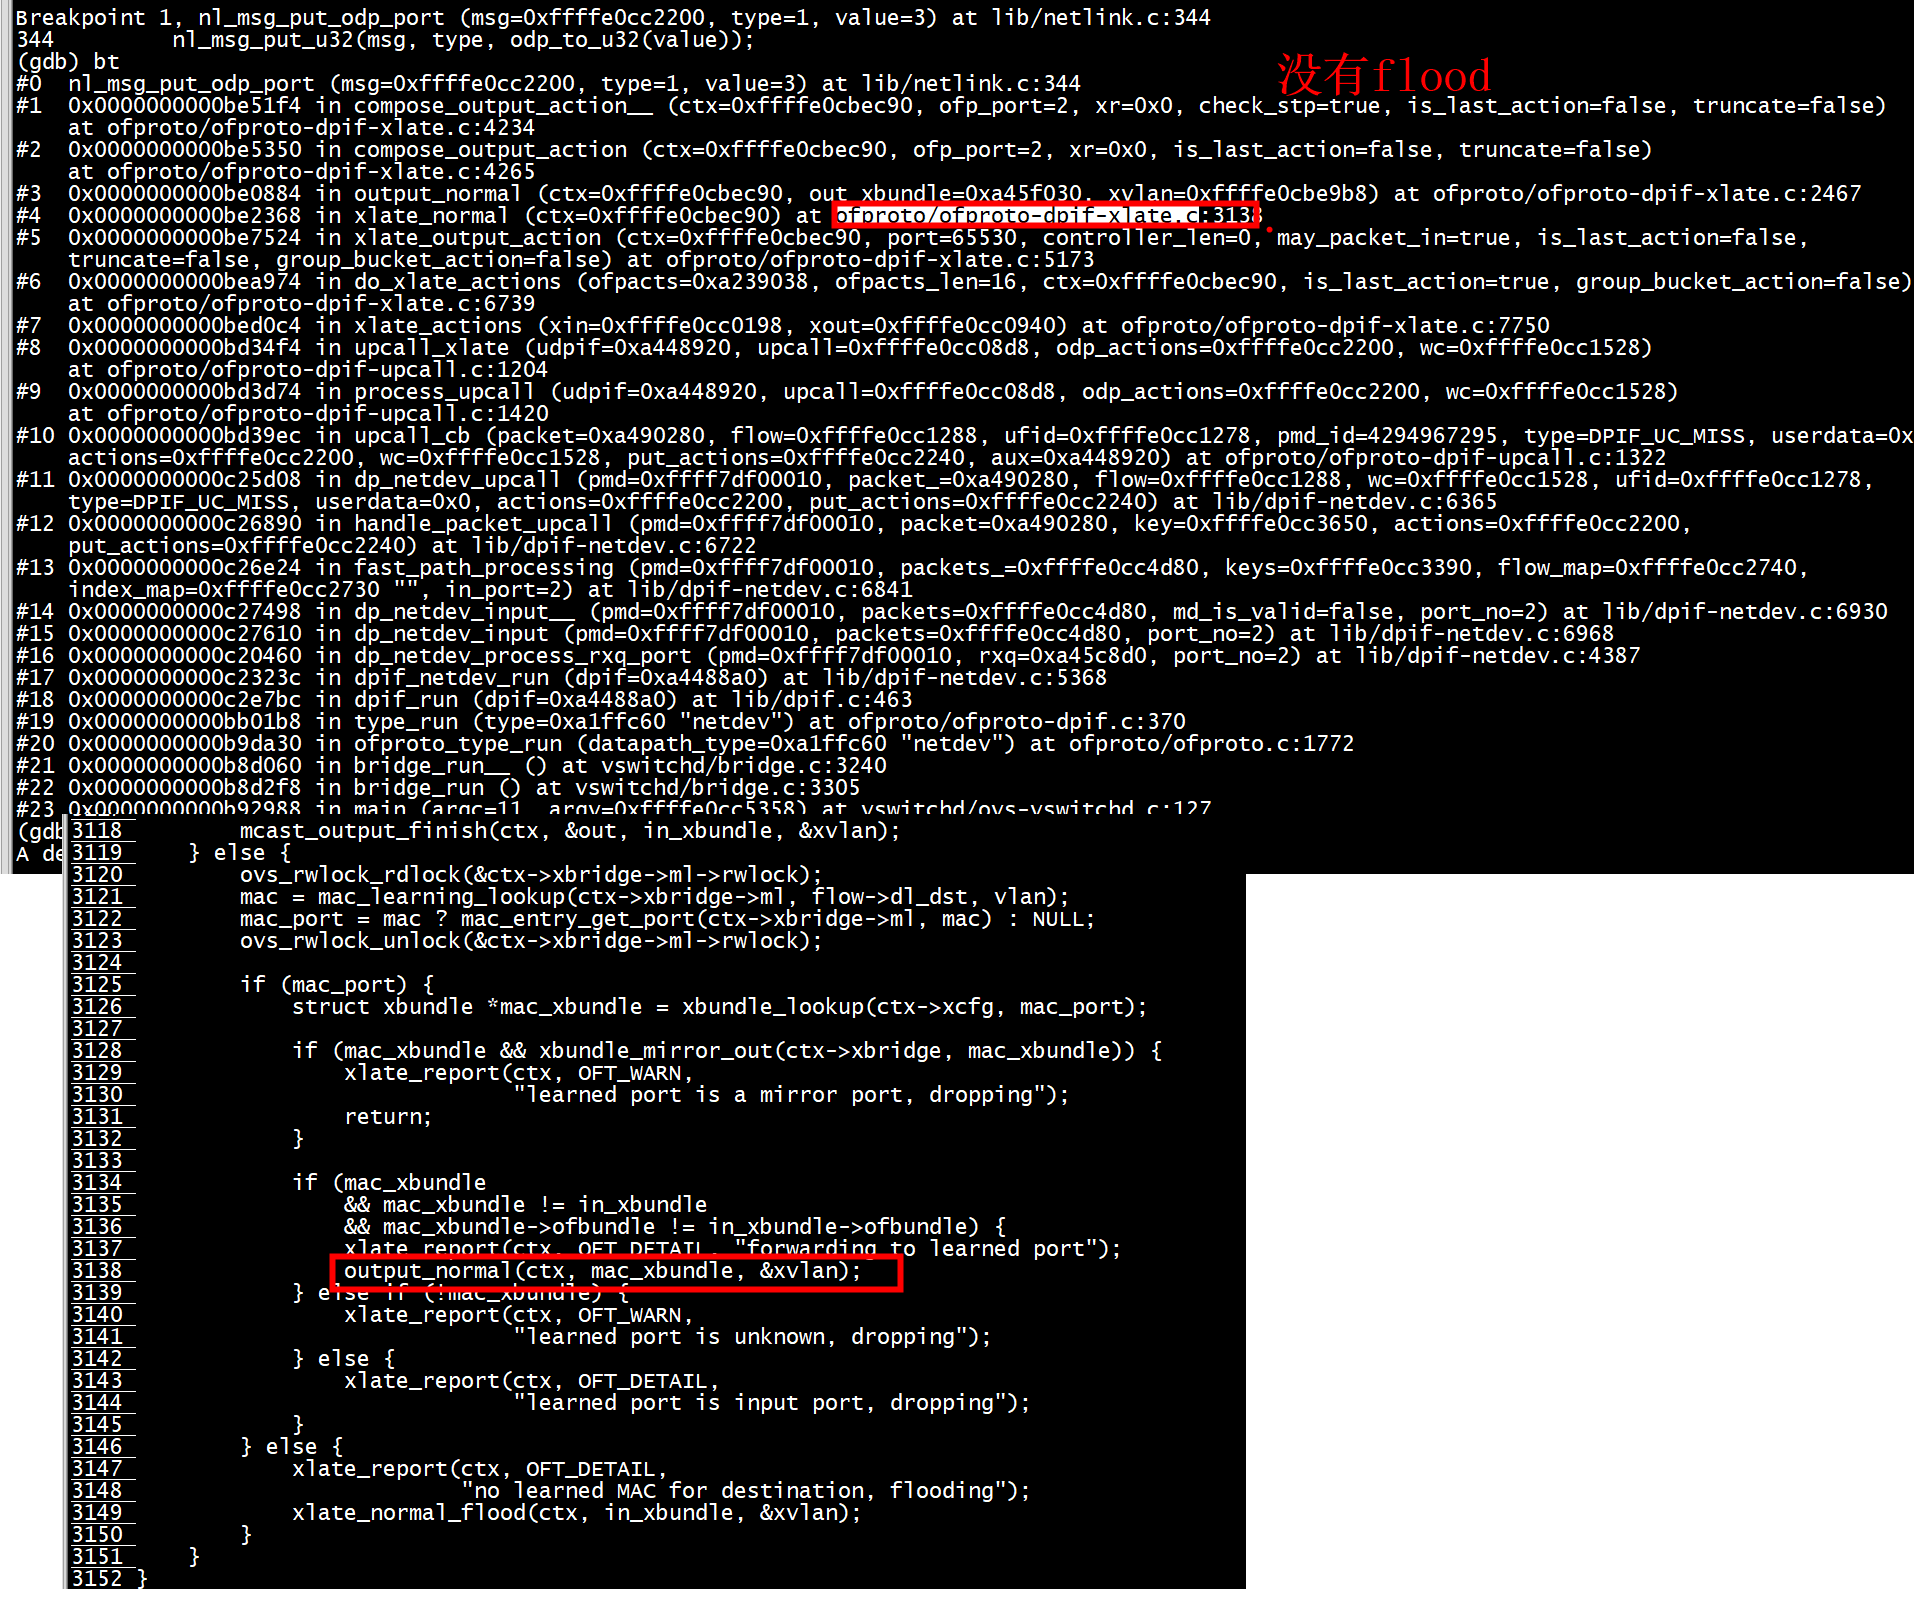 Breakpoint 1, nl_msg_put_odp_port (msg=0xffffe0cc2200, type=1, value=3) at lib/netlink.c:344
344         nl_msg_put_u32(msg, type, odp_to_u32(value));
(gdb) bt
没有flood
#0  nl_msg_put_odp_port (msg=0xffffe0cc2200, type=1, value=3) at lib/netlink.c:344
#1  0x0000000000be51f4 in compose_output_action__ (ctx=0xffffe0cbec90, ofp_port=2, xr=0x0, check_stp=true, is_last_action=false, truncate=false)
    at ofproto/ofproto-dpif-xlate.c:4234
#2  0x0000000000be5350 in compose_output_action (ctx=0xffffe0cbec90, ofp_port=2, xr=0x0, is_last_action=false, truncate=false)
    at ofproto/ofproto-dpif-xlate.c:4265
#3  0x0000000000be0884 in output_normal (ctx=0xffffe0cbec90, out_xbundle=0xa45f030, xvlan=0xffffe0cbe9b8) at ofproto/ofproto-dpif-xlate.c:2467
#4  0x0000000000be2368 in xlate_normal (ctx=0xffffe0cbec90) at ofproto/ofproto-dpif-xlate.c:3138
#5  0x0000000000be7524 in xlate_output_action (ctx=0xffffe0cbec90, port=65530, controller_len=0, may_packet_in=true, is_last_action=false,
    truncate=false, group_bucket_action=false) at ofproto/ofproto-dpif-xlate.c:5173
#6  0x0000000000bea974 in do_xlate_actions (ofpacts=0xa239038, ofpacts_len=16, ctx=0xffffe0cbec90, is_last_action=true, group_bucket_action=false)
    at ofproto/ofproto-dpif-xlate.c:6739
#7  0x0000000000bed0c4 in xlate_actions (xin=0xffffe0cc0198, xout=0xffffe0cc0940) at ofproto/ofproto-dpif-xlate.c:7750
#8  0x0000000000bd34f4 in upcall_xlate (udpif=0xa448920, upcall=0xffffe0cc08d8, odp_actions=0xffffe0cc2200, wc=0xffffe0cc1528)
    at ofproto/ofproto-dpif-upcall.c:1204
#9  0x0000000000bd3d74 in process_upcall (udpif=0xa448920, upcall=0xffffe0cc08d8, odp_actions=0xffffe0cc2200, wc=0xffffe0cc1528)
    at ofproto/ofproto-dpif-upcall.c:1420
#10 0x0000000000bd39ec in upcall_cb (packet=0xa490280, flow=0xffffe0cc1288, ufid=0xffffe0cc1278, pmd_id=4294967295, type=DPIF_UC_MISS, userdata=0x
    actions=0xffffe0cc2200, wc=0xffffe0cc1528, put_actions=0xffffe0cc2240, aux=0xa448920) at ofproto/ofproto-dpif-upcall.c:1322
#11 0x0000000000c25d08 in dp_netdev_upcall (pmd=0xffff7df00010, packet_=0xa490280, flow=0xffffe0cc1288, wc=0xffffe0cc1528, ufid=0xffffe0cc1278,
    type=DPIF_UC_MISS, userdata=0x0, actions=0xffffe0cc2200, put_actions=0xffffe0cc2240) at lib/dpif-netdev.c:6365
#12 0x0000000000c26890 in handle_packet_upcall (pmd=0xffff7df00010, packet=0xa490280, key=0xffffe0cc3650, actions=0xffffe0cc2200,
    put_actions=0xffffe0cc2240) at lib/dpif-netdev.c:6722
#13 0x0000000000c26e24 in fast_path_processing (pmd=0xffff7df00010, packets_=0xffffe0cc4d80, keys=0xffffe0cc3390, flow_map=0xffffe0cc2740,
    index_map=0xffffe0cc2730 "", in_port=2) at lib/dpif-netdev.c:6841
#14 0x0000000000c27498 in dp_netdev_input__ (pmd=0xffff7df00010, packets=0xffffe0cc4d80, md_is_valid=false, port_no=2) at lib/dpif-netdev.c:6930
#15 0x0000000000c27610 in dp_netdev_input (pmd=0xffff7df00010, packets=0xffffe0cc4d80, port_no=2) at lib/dpif-netdev.c:6968
#16 0x0000000000c20460 in dp_netdev_process_rxq_port (pmd=0xffff7df00010, rxq=0xa45c8d0, port_no=2) at lib/dpif-netdev.c:4387
#17 0x0000000000c2323c in dpif_netdev_run (dpif=0xa4488a0) at lib/dpif-netdev.c:5368
#18 0x0000000000c2e7bc in dpif_run (dpif=0xa4488a0) at lib/dpif.c:463
#19 0x0000000000bb01b8 in type_run (type=0xa1ffc60 "netdev") at ofproto/ofproto-dpif.c:370
#20 0x0000000000b9da30 in ofproto_type_run (datapath_type=0xa1ffc60 "netdev") at ofproto/ofproto.c:1772
#21 0x0000000000b8d060 in bridge_run__ () at vswitchd/bridge.c:3240
#22 0x0000000000b8d2f8 in bridge_run () at vswitchd/bridge.c:3305
#23 0x0000000000b92988 in main (argc=11, argv=0xffffe0cc5358) at vswitchd/ovs-vswitchd.c:127
(gdb
A de
3118         mcast_output_finish(ctx, &out, in_xbundle, &xvlan);
3119     } else {
3120         ovs_rwlock_rdlock(&ctx->xbridge->ml->rwlock);
3121         mac = mac_learning_lookup(ctx->xbridge->ml, flow->dl_dst, vlan);
3122         mac_port = mac ? mac_entry_get_port(ctx->xbridge->ml, mac) : NULL;
3123         ovs_rwlock_unlock(&ctx->xbridge->ml->rwlock);
3124
3125         if (mac_port) {
3126             struct xbundle *mac_xbundle = xbundle_lookup(ctx->xcfg, mac_port);
3127
3128             if (mac_xbundle && xbundle_mirror_out(ctx->xbridge, mac_xbundle)) {
3129                 xlate_report(ctx, OFT_WARN,
3130                              "learned port is a mirror port, dropping");
3131                 return;
3132             }
3133
3134             if (mac_xbundle
3135                 && mac_xbundle != in_xbundle
3136                 && mac_xbundle->ofbundle != in_xbundle->ofbundle) {
3137                 xlate_report(ctx, OFT_DETAIL, "forwarding to learned port");
3138                 output_normal(ctx, mac_xbundle, &xvlan);
3139             } else if (!mac_xbundle) {
3140                 xlate_report(ctx, OFT_WARN,
3141                              "learned port is unknown, dropping");
3142             } else {
3143                 xlate_report(ctx, OFT_DETAIL,
3144                              "learned port is input port, dropping");
3145             }
3146         } else {
3147             xlate_report(ctx, OFT_DETAIL,
3148                          "no learned MAC for destination, flooding");
3149             xlate_normal_flood(ctx, in_xbundle, &xvlan);
3150         }
3151     }
3152 }